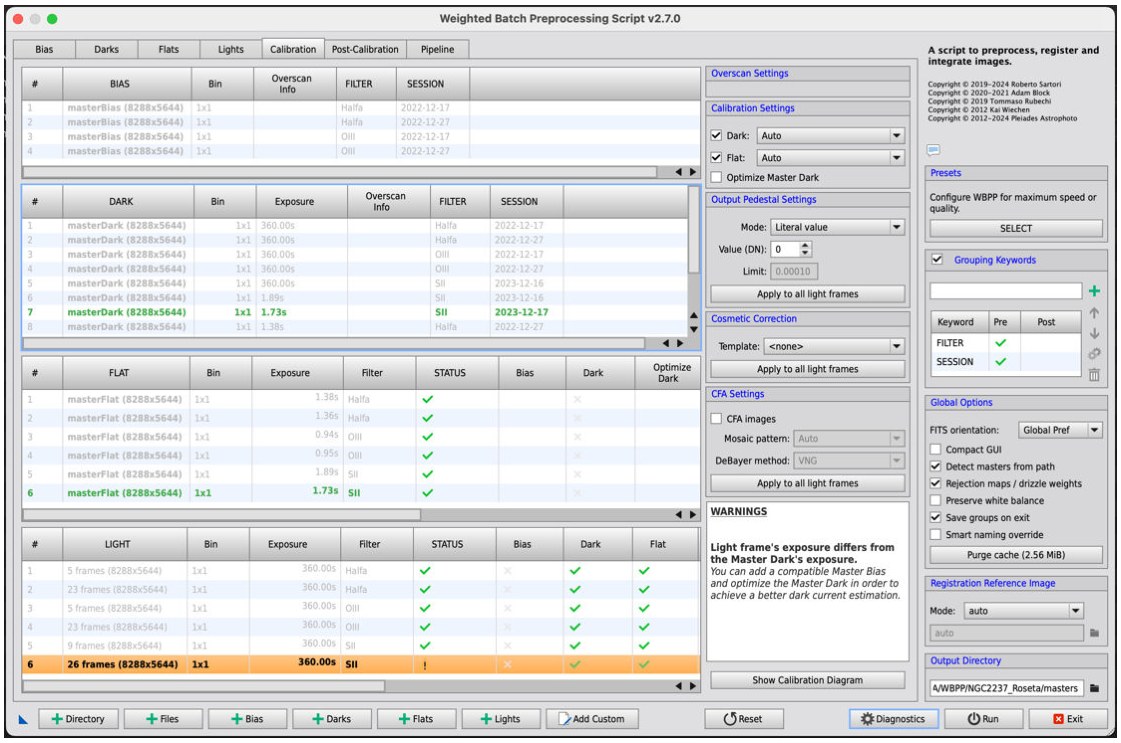 Weighted Batch Preprocessing Script v2.7.0
Bias Darks Flats Lights Calibration Post-Calibration Pipeline
# BIAS Bin Overscan Info FILTER SESSION
1 masterBias (8288x5644) 1x1 Halfa 2022-12-17
2 masterBias (8288x5644) 1x1 Halfa 2022-12-27
3 masterBias (8288x5644) 1x1 OIII 2022-12-17
4 masterBias (8288x5644) 1x1 OIII 2022-12-27
# DARK Bin Exposure Overscan Info FILTER SESSION
1 masterDark (8288x5644) 1x1 360.00s Halfa 2022-12-17
2 masterDark (8288x5644) 1x1 360.00s Halfa 2022-12-27
3 masterDark (8288x5644) 1x1 360.00s OIII 2022-12-17
4 masterDark (8288x5644) 1x1 360.00s OIII 2022-12-27
5 masterDark (8288x5644) 1x1 360.00s SII 2023-12-16
6 masterDark (8288x5644) 1x1 1.89s SII 2023-12-16
7 masterDark (8288x5644) 1x1 1.73s SII 2023-12-17
8 masterDark (8288x5644) 1x1 1.38s Halfa 2022-12-27
# FLAT Bin Exposure Filter STATUS Bias Dark Optimize Dark
1 masterFlat (8288x5644) 1x1 1.38s Halfa
2 masterFlat (8288x5644) 1x1 1.36s Halfa
3 masterFlat (8288x5644) 1x1 0.94s OIII
4 masterFlat (8288x5644) 1x1 0.95s OIII
5 masterFlat (8288x5644) 1x1 1.89s SII
6 masterFlat (8288x5644) 1x1 1.73s SII
# LIGHT Bin Exposure Filter STATUS Bias Dark Flat
1 5 frames (8288x5644) 1x1 360.00s Halfa
2 23 frames (8288x5644) 1x1 360.00s Halfa
3 5 frames (8288x5644) 1x1 360.00s OIII
4 23 frames (8288x5644) 1x1 360.00s OIII
5 9 frames (8288x5644) 1x1 360.00s SII
6 26 frames (8288x5644) 1x1 360.00s SII !
Overscan Settings
Calibration Settings
Dark: Auto
Flat: Auto
Optimize Master Dark
Output Pedestal Settings
Mode: Literal value
Value (DN): 0
Limit: 0.00010
Apply to all light frames
Cosmetic Correction
Template: <none>
Apply to all light frames
CFA Settings
CFA images
Mosaic pattern: Auto
DeBayer method: VNG
Apply to all light frames
WARNINGS
Light frame's exposure differs from
the Master Dark's exposure.
You can add a compatible Master Bias
and optimize the Master Dark in order to
achieve a better dark current estimation.
Show Calibration Diagram
A script to preprocess, register and
integrate images.
Copyright © 2019-2024 Roberto Sartori
Copyright © 2020-2021 Adam Block
Copyright © 2019 Tommaso Rubechi
Copyright © 2012 Kai Wiechen
Copyright © 2012-2024 Pleiades Astrophoto
Presets
Configure WBPP for maximum speed or
quality.
SELECT
Grouping Keywords
Keyword Pre Post
FILTER
SESSION
Global Options
FITS orientation: Global Pref
Compact GUI
Detect masters from path
Rejection maps / drizzle weights
Preserve white balance
Save groups on exit
Smart naming override
Purge cache (2.56 MiB)
Registration Reference Image
Mode: auto
auto
Output Directory
A/WBPP/NGC2237_Roseta/masters
Directory Files Bias Darks Flats Lights Add Custom Reset Diagnostics Run Exit